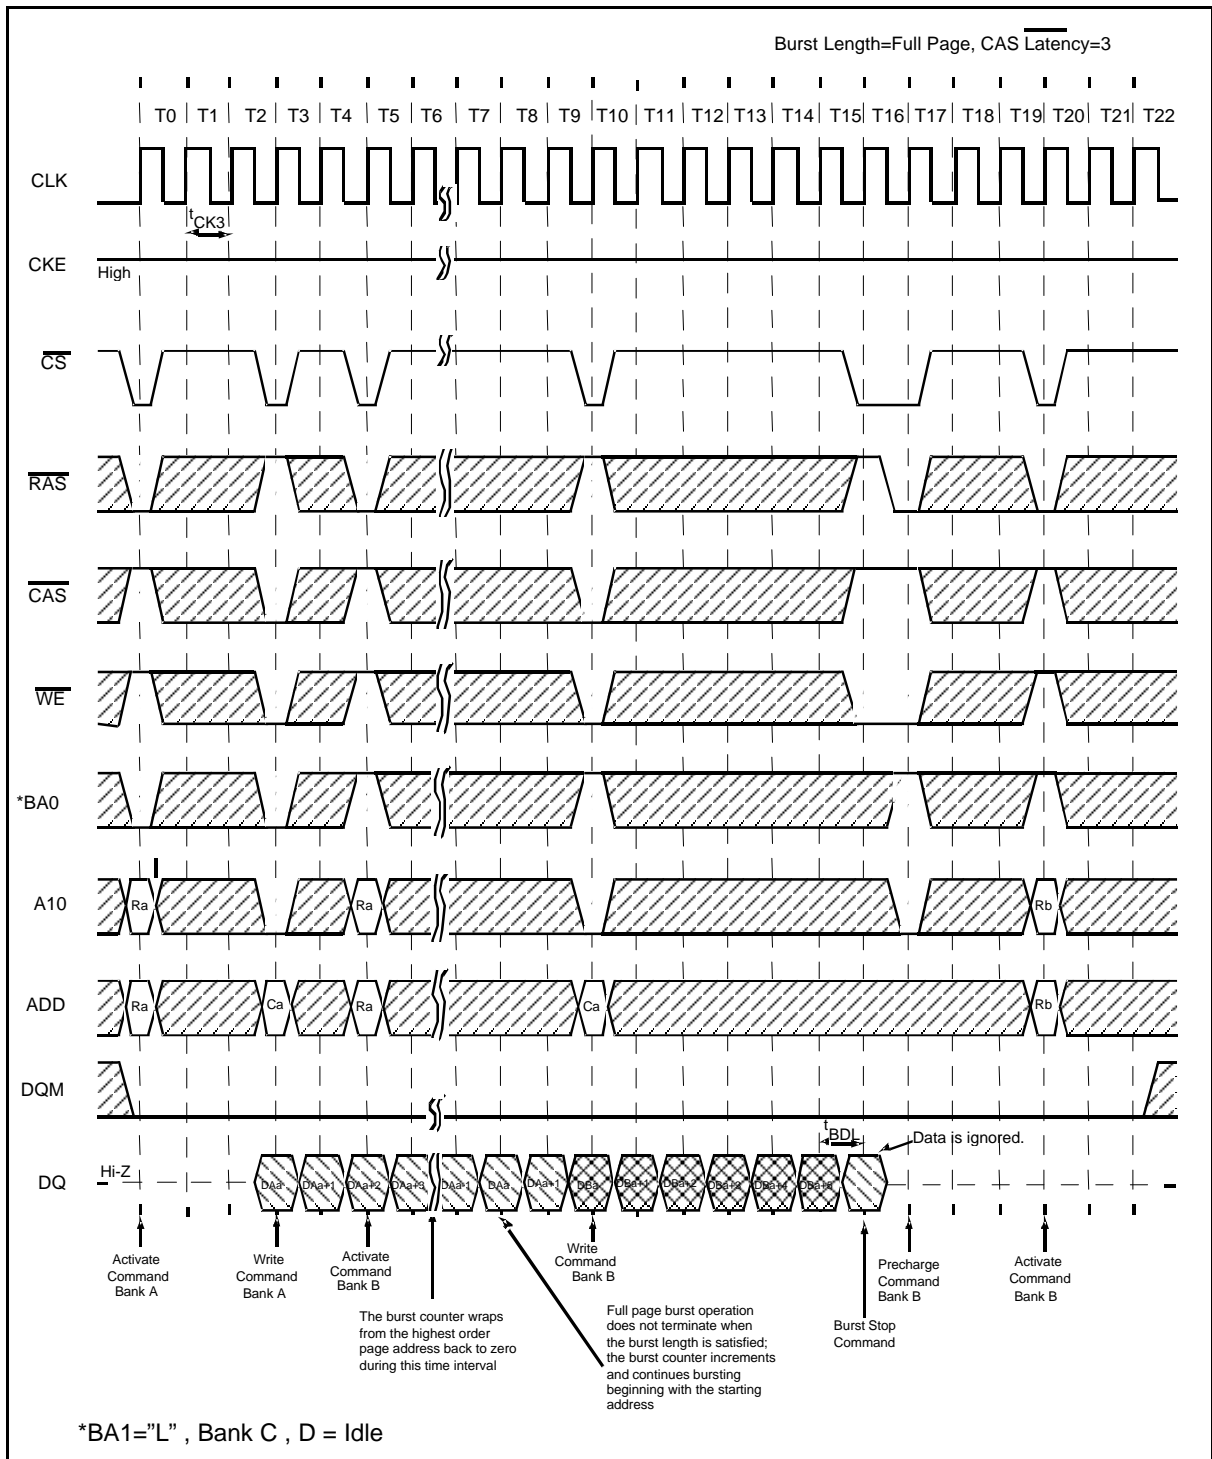 Burst Length=Full Page, CAS Latency=3
T0 T1 T2 T3 T4 T5 T6 T7 T8 T9 T10 T11 T12 T13 T14 T15 T16 T17 T18 T19 T20 T21 T22
CLK
tCK3
CKE
High
CS
RAS
CAS
WE
*BA0
A10
Ra Ra Rb
ADD
Ra Ca Ra Ca Rb
DQM
tBDL
Data is ignored.
Hi-Z
DQ
DAa DAa+1 DAa+2 DAa+3 DAa-1 DAa DAa+1 DBa DBa+1 DBa+2 DBa+3 DBa+4 DBa+5
Activate
Command
Bank A
Write
Command
Bank A
Activate
Command
Bank B
The burst counter wraps
from the highest order
page address back to zero
during this time interval
Full page burst operation
does not terminate when
the burst length is satisfied;
the burst counter increments
and continues bursting
beginning with the starting
address
Write
Command
Bank B
Burst Stop
Command
Precharge
Command
Bank B
Activate
Command
Bank B
*BA1=”L” , Bank C , D = Idle